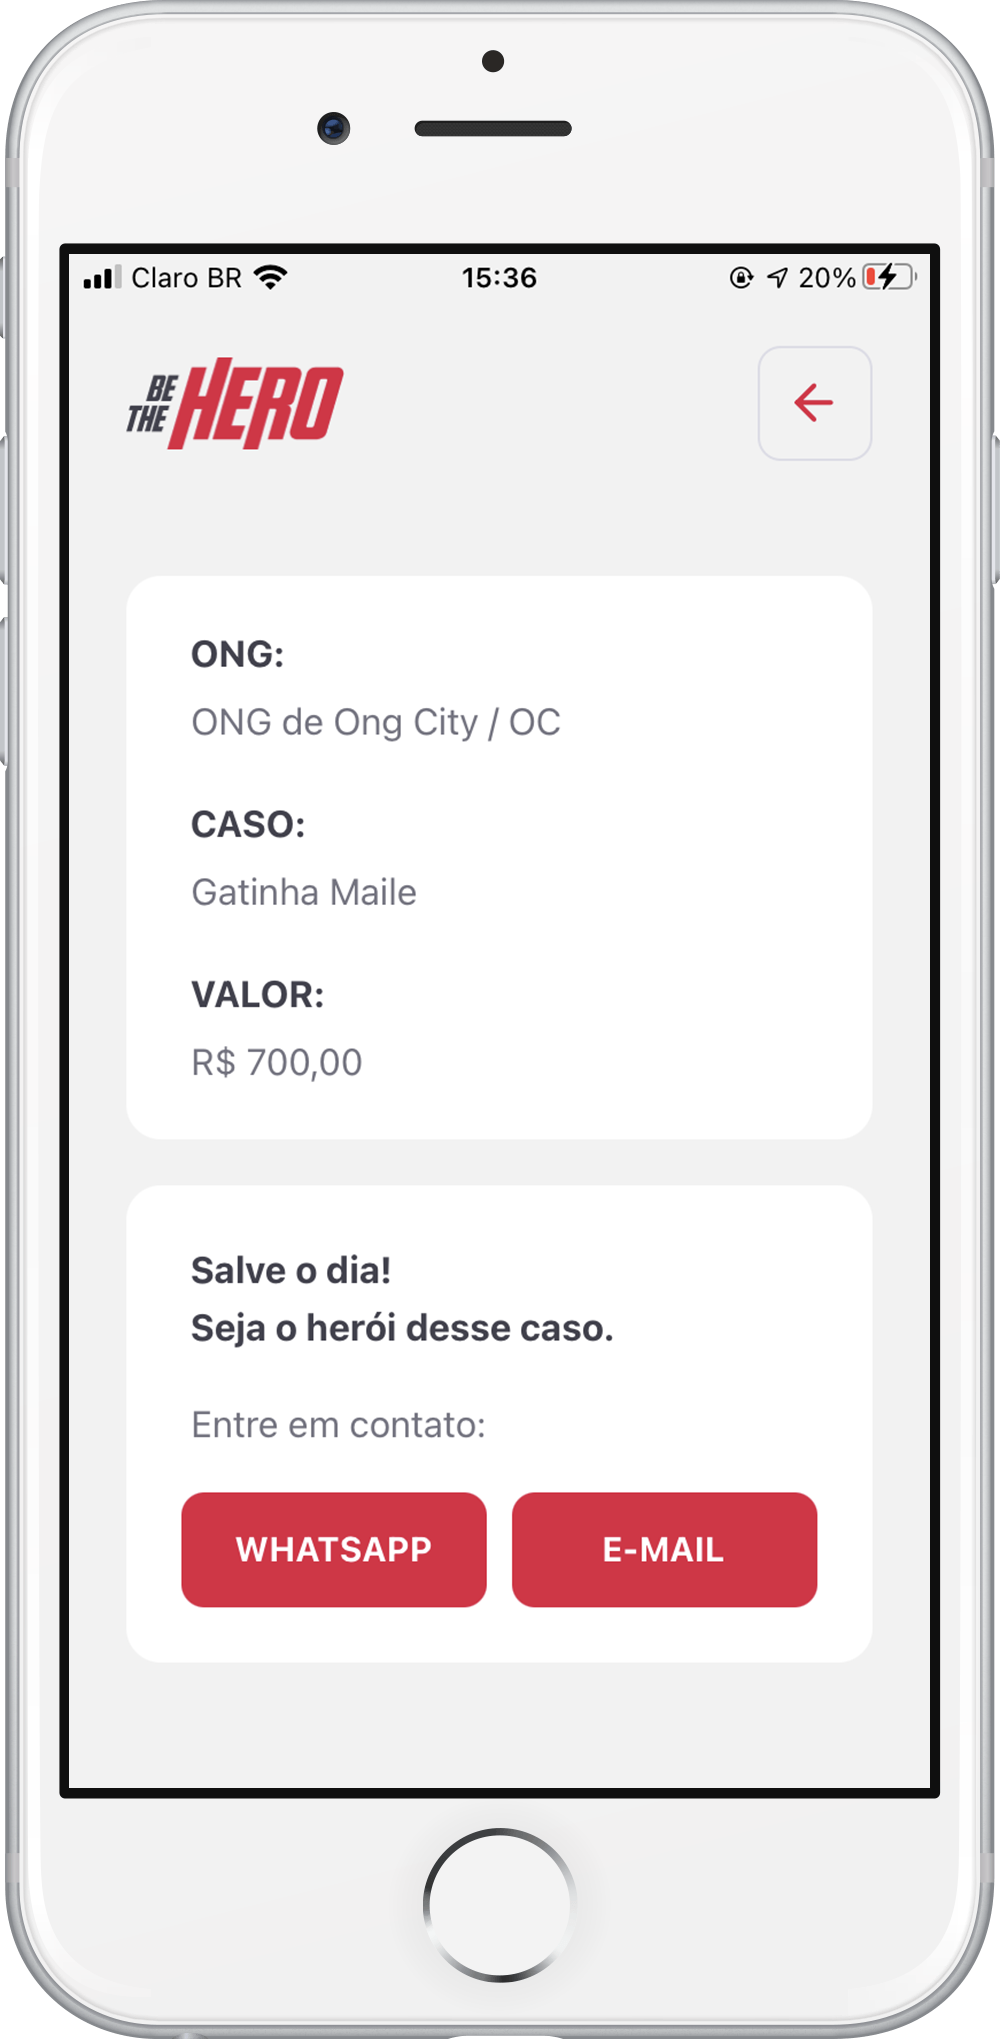 Claro BR
15:36
20%
BE
THE
HERO
ONG:
ONG de Ong City / OC
CASO:
Gatinha Maile
VALOR:
R$ 700,00
Salve o dia!
Seja o herói desse caso.
Entre em contato:
WHATSAPP
E-MAIL